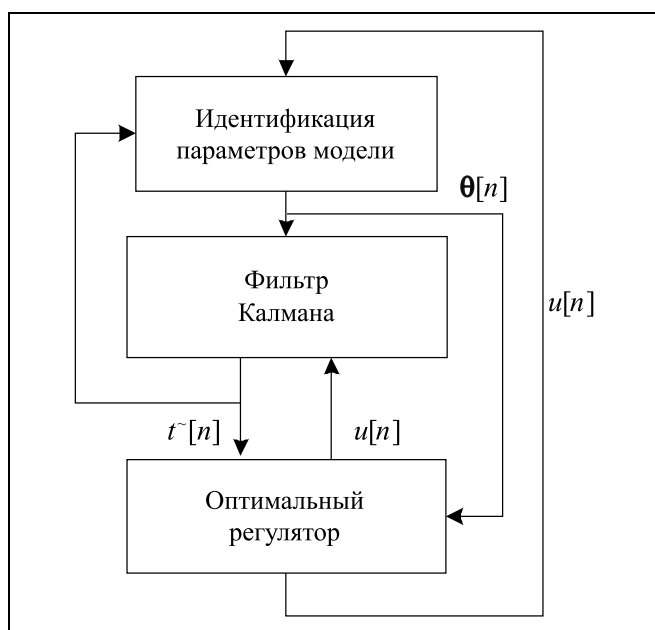 Идентификация
параметров модели
θ[n]
Фильтр
Калмана
u[n]
t~[n]
u[n]
Оптимальный
регулятор